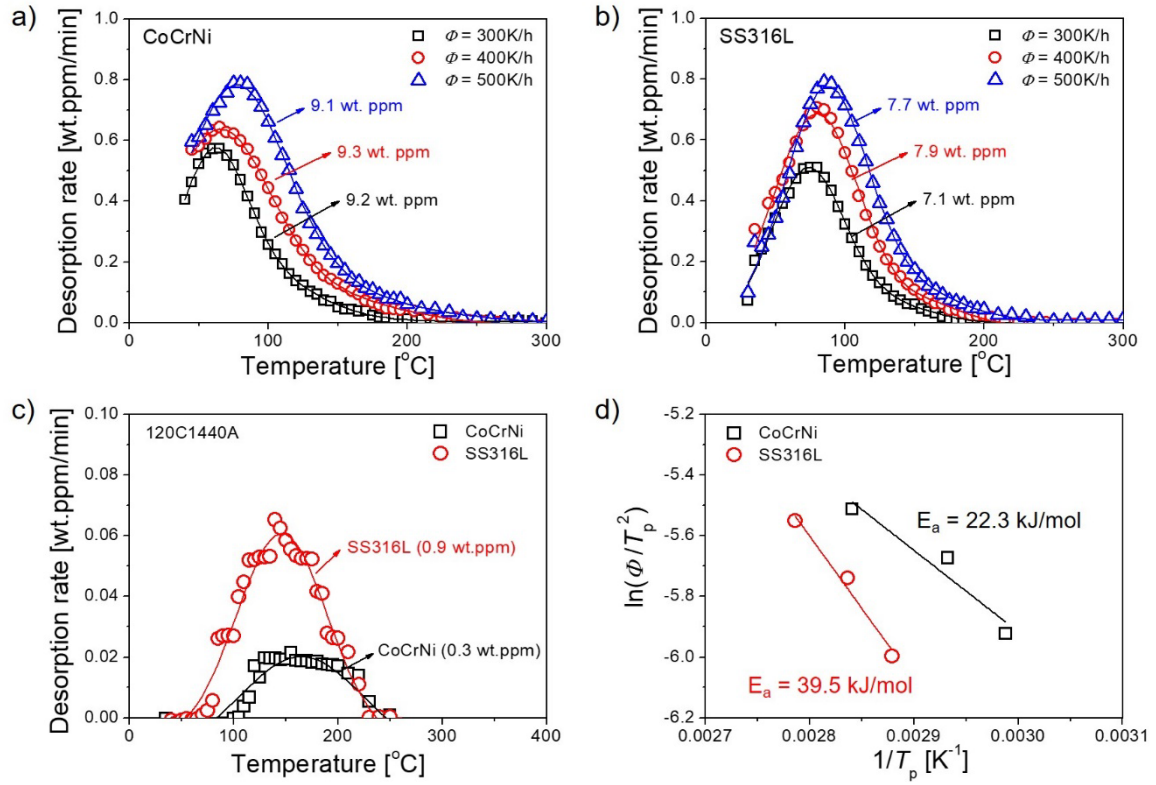 a)
CoCrNi
Φ = 300K/h
Φ = 400K/h
Φ = 500K/h
9.1 wt. ppm
9.3 wt. ppm
9.2 wt. ppm
Desorption rate [wt.ppm/min]
1.0
0.8
0.6
0.4
0.2
0.0
0 100 200 300
Temperature [°C]
b)
SS316L
Φ = 300K/h
Φ = 400K/h
Φ = 500K/h
7.7 wt. ppm
7.9 wt. ppm
7.1 wt. ppm
Desorption rate [wt.ppm/min]
1.0
0.8
0.6
0.4
0.2
0.0
0 100 200 300
Temperature [°C]
c)
120C1440A
CoCrNi
SS316L
SS316L (0.9 wt.ppm)
CoCrNi (0.3 wt.ppm)
Desorption rate [wt.ppm/min]
0.10
0.08
0.06
0.04
0.02
0.00
0 100 200 300 400
Temperature [°C]
d)
CoCrNi
SS316L
Ea = 22.3 kJ/mol
Ea = 39.5 kJ/mol
ln(Φ/Tp²)
-5.2
-5.4
-5.6
-5.8
-6.0
-6.2
0.0027 0.0028 0.0029 0.0030 0.0031
1/Tp [K⁻¹]